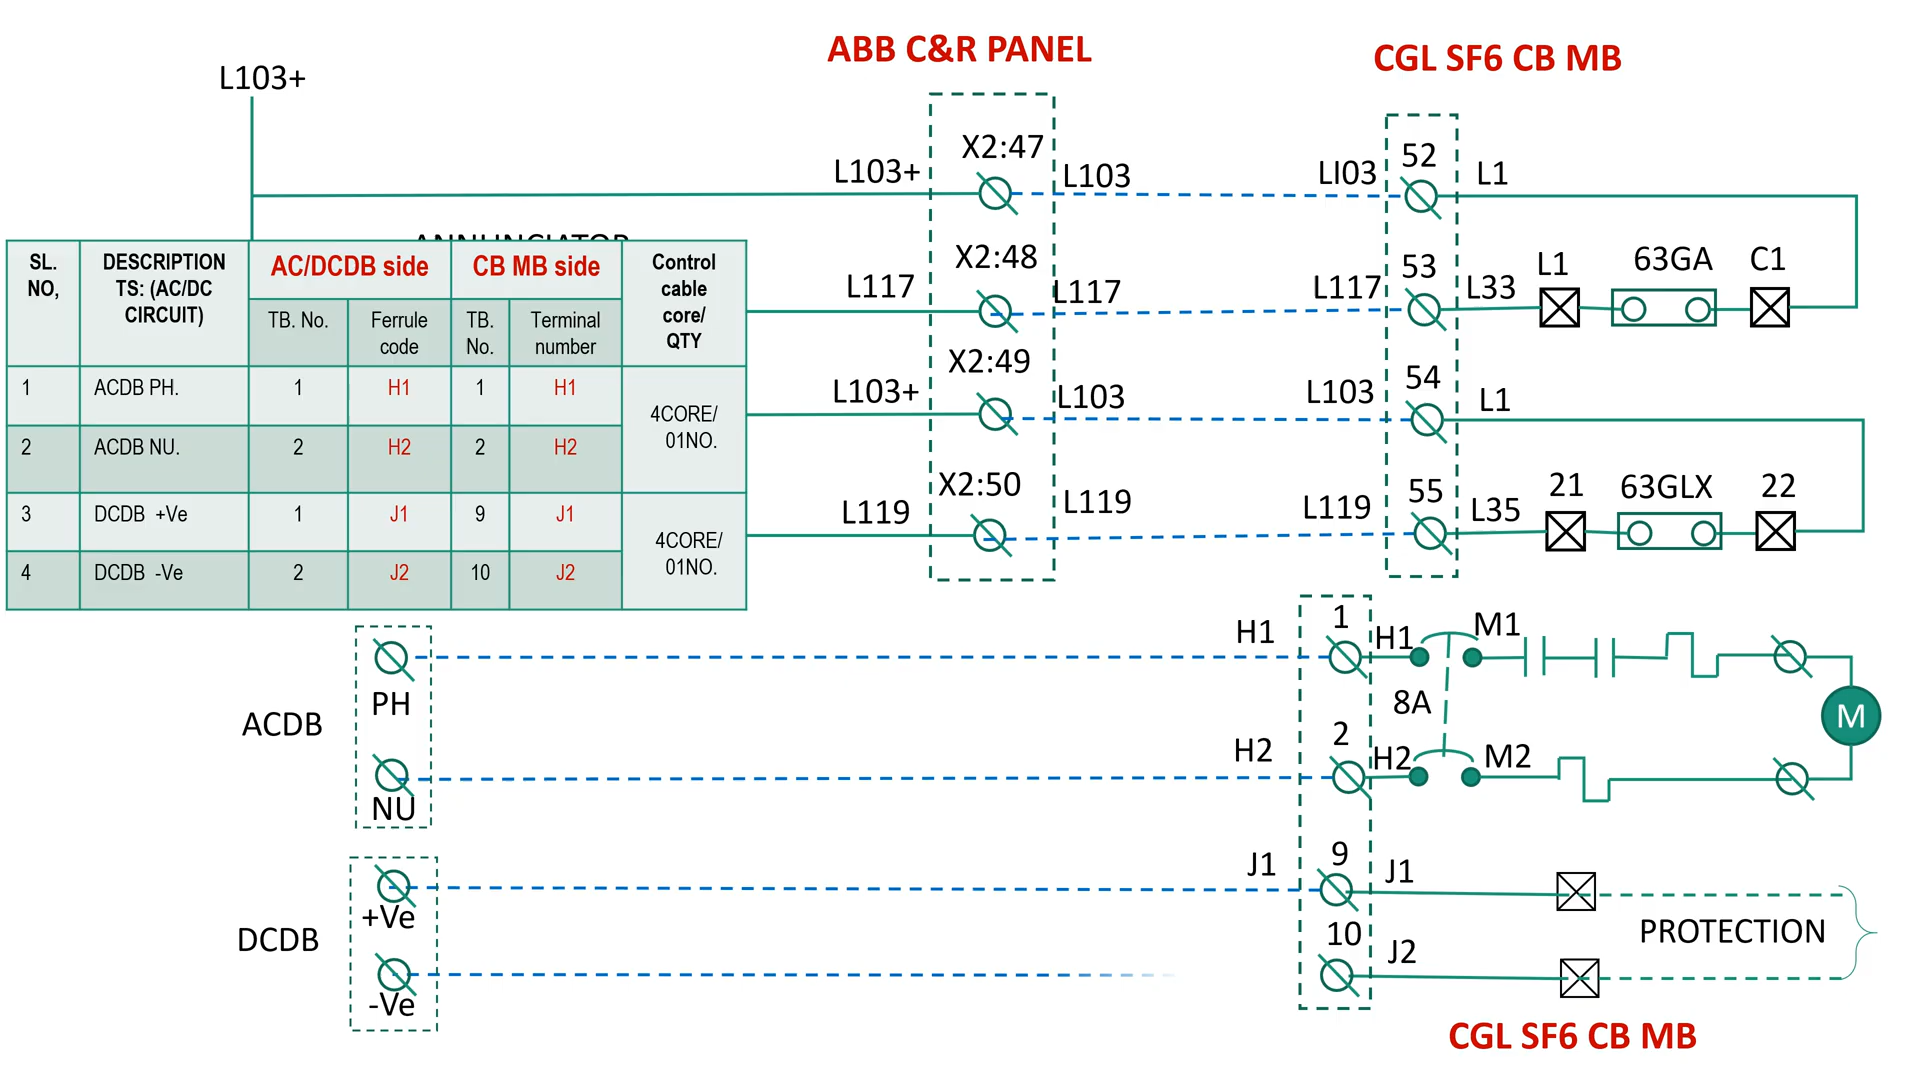 ABB C&R PANEL
CGL SF6 CB MB
L103+
X2:47
L103+
L103
LI03
52
L1
ANNUNCIATOR
X2:48
L117
L117
L117
53
L33
L1
63GA
C1
X2:49
L103+
L103
L103
54
L1
X2:50
L119
L119
L119
55
L35
21
63GLX
22
SL. NO,
DESCRIPTION TS: (AC/DC CIRCUIT)
AC/DCDB side
CB MB side
Control cable core/ QTY
TB. No.
Ferrule code
TB. No.
Terminal number
1 ACDB PH. 1 H1 1 H1
4CORE/ 01NO.
2 ACDB NU. 2 H2 2 H2
3 DCDB +Ve 1 J1 9 J1
4CORE/ 01NO.
4 DCDB -Ve 2 J2 10 J2
H1
1
H1
M1
PH
ACDB
8A
M
H2
2
H2
M2
NU
J1
9
J1
+Ve
DCDB
10
J2
PROTECTION
-Ve
CGL SF6 CB MB